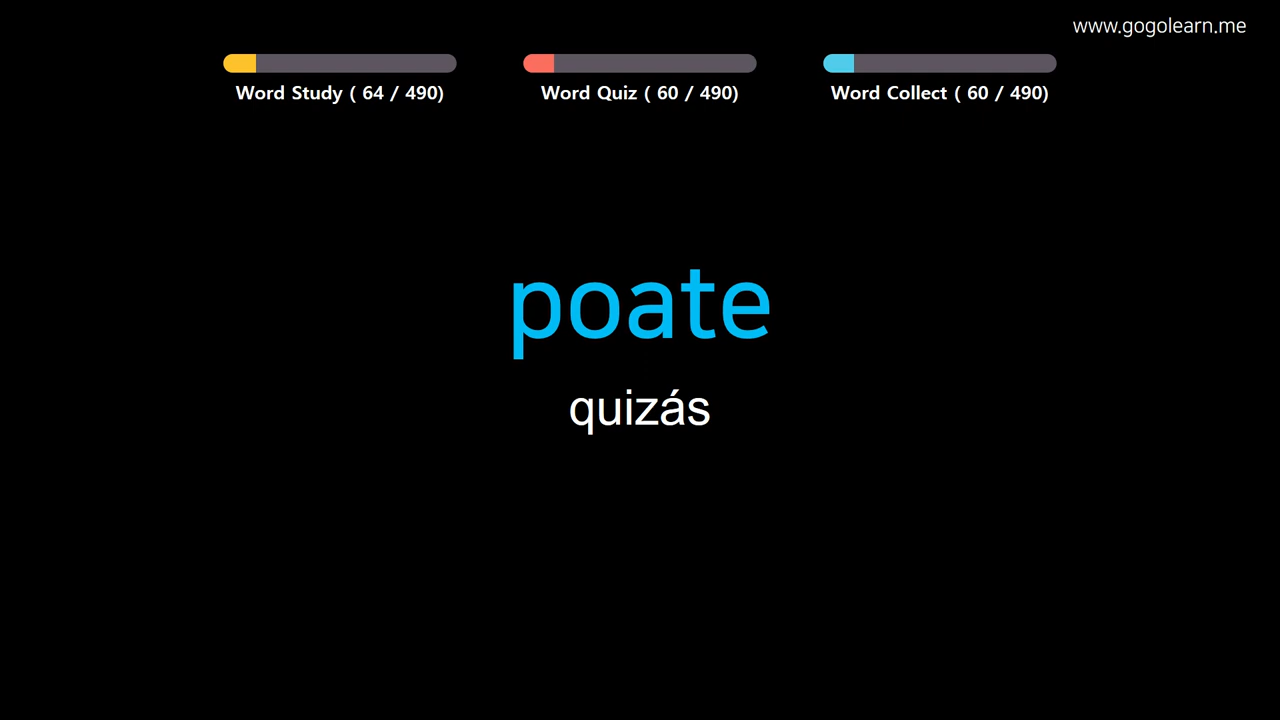 www.gogolearn.me
Word Study ( 64 / 490)
Word Quiz ( 60 / 490)
Word Collect ( 60 / 490)
poate
quizás